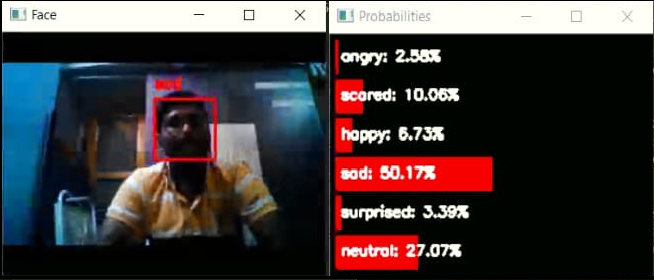 Face
Probabilities
sad
angry: 2.58%
scared: 10.06%
happy: 6.73%
sad: 50.17%
surprised: 3.39%
neutral: 27.07%